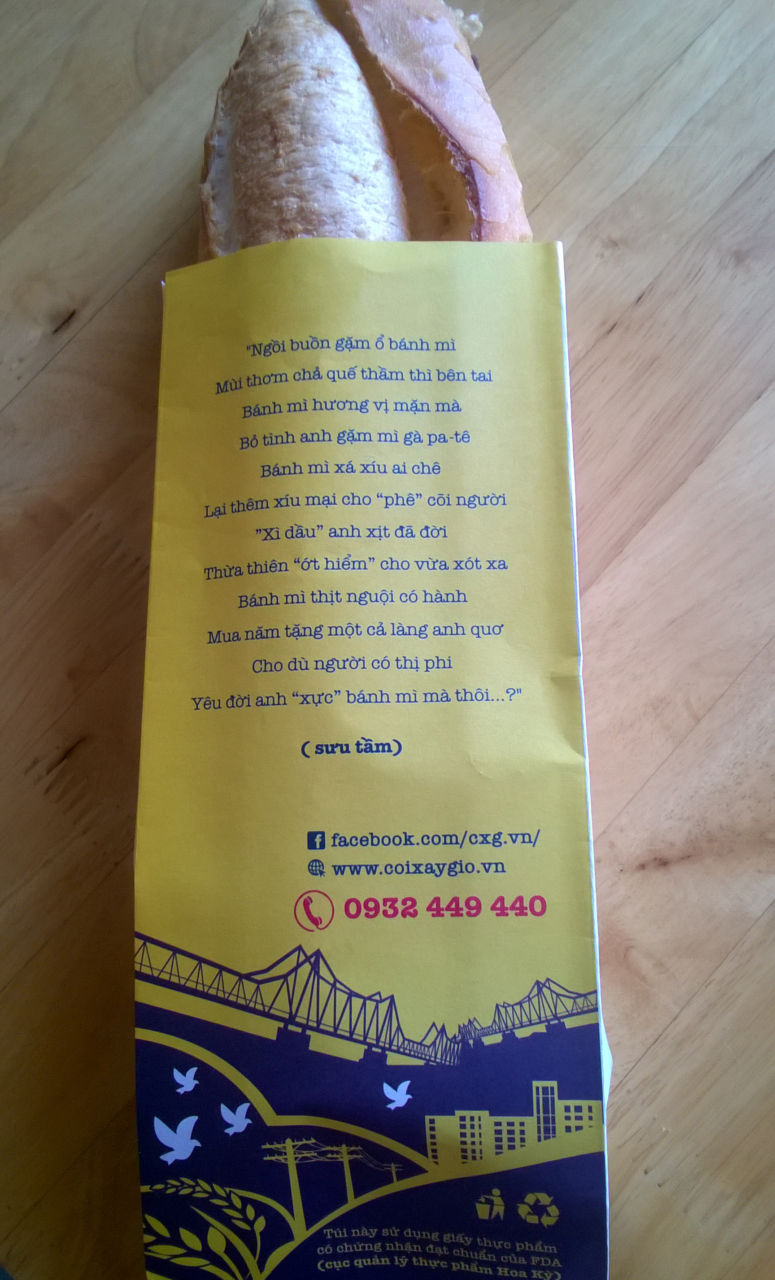 "Ngồi buồn gặm ổ bánh mì
Mùi thơm chả quế thầm thì bên tai
Bánh mì hương vị mặn mà
Bỏ tình anh gặm mì gà pa-tê
Bánh mì xá xíu ai chê
Lại thêm xíu mại cho “phê” cõi người
”Xì dầu” anh xịt đã đời
Thừa thiên “ớt hiểm” cho vừa xót xa
Bánh mì thịt nguội có hành
Mua năm tặng một cả làng anh quơ
Cho dù người có thị phi
Yêu đời anh “xực” bánh mì mà thôi...?"
( sưu tầm)
facebook.com/cxg.vn/
www.coixaygio.vn
0932 449 440
Túi này sử dụng giấy thực phẩm
có chứng nhận đạt chuẩn của FDA
(cục quản lý thực phẩm Hoa Kỳ)